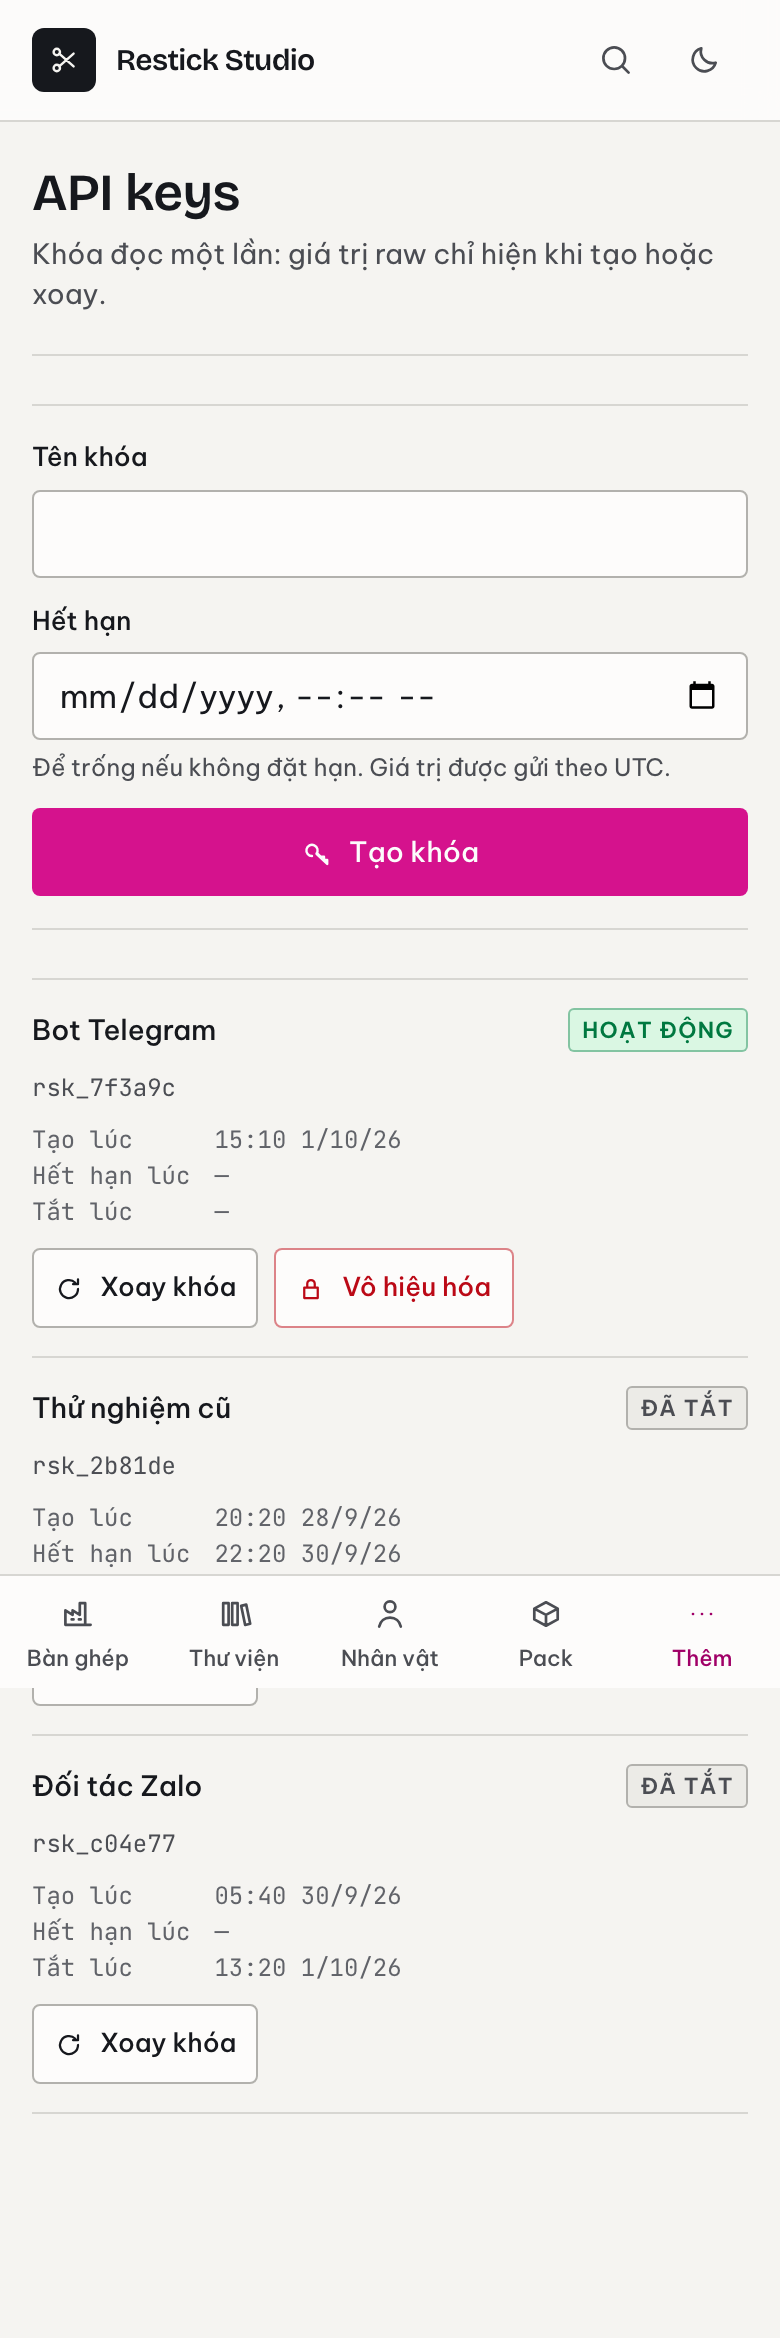 Restick Studio
API keys
Khóa đọc một lần: giá trị raw chỉ hiện khi tạo hoặc
xoay.
Tên khóa
Hết hạn
mm/dd/yyyy, --:-- --
Để trống nếu không đặt hạn. Giá trị được gửi theo UTC.
Tạo khóa
Bot Telegram
HOẠT ĐỘNG
rsk_7f3a9c
Tạo lúc 15:10 1/10/26
Hết hạn lúc —
Tắt lúc —
Xoay khóa
Vô hiệu hóa
Thử nghiệm cũ
ĐÃ TẮT
rsk_2b81de
Tạo lúc 20:20 28/9/26
Hết hạn lúc 22:20 30/9/26
Bàn ghép
Thư viện
Nhân vật
Pack
Thêm
Đối tác Zalo
ĐÃ TẮT
rsk_c04e77
Tạo lúc 05:40 30/9/26
Hết hạn lúc —
Tắt lúc 13:20 1/10/26
Xoay khóa